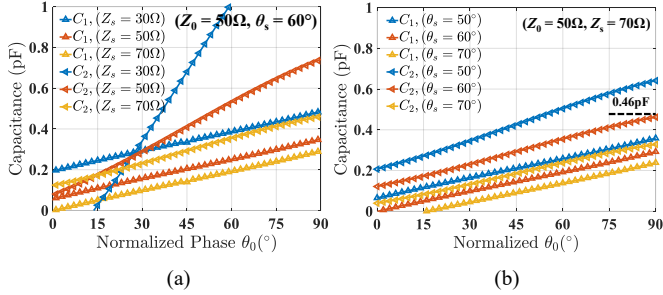 (Z₀ = 50Ω, θₛ = 60°)
C₁, (Zₛ = 30Ω)
C₁, (Zₛ = 50Ω)
C₁, (Zₛ = 70Ω)
C₂, (Zₛ = 30Ω)
C₂, (Zₛ = 50Ω)
C₂, (Zₛ = 70Ω)
Capacitance (pF)
1
0.8
0.6
0.4
0.2
0
0 15 30 45 60 75 90
Normalized Phase θ₀(°)
(a)
(Z₀ = 50Ω, Zₛ = 70Ω)
C₁, (θₛ = 50°)
C₁, (θₛ = 60°)
C₁, (θₛ = 70°)
C₂, (θₛ = 50°)
C₂, (θₛ = 60°)
C₂, (θₛ = 70°)
0.46pF
Capacitance (pF)
1
0.8
0.6
0.4
0.2
0
0 15 30 45 60 75 90
Normalized θ₀(°)
(b)